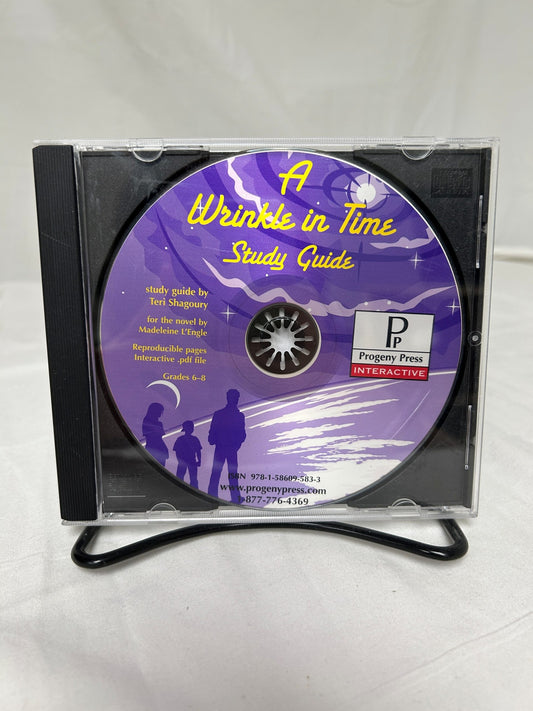 A
Wrinkle in Time
Study Guide
study guide by
Teri Shagoury
for the novel by
Madeleine L'Engle
Reproducible pages
Interactive .pdf file
Grades 6–8
PP
Progeny Press
INTERACTIVE
ISBN 978-1-58609-583-3
www.progenypress.com
877-776-4369